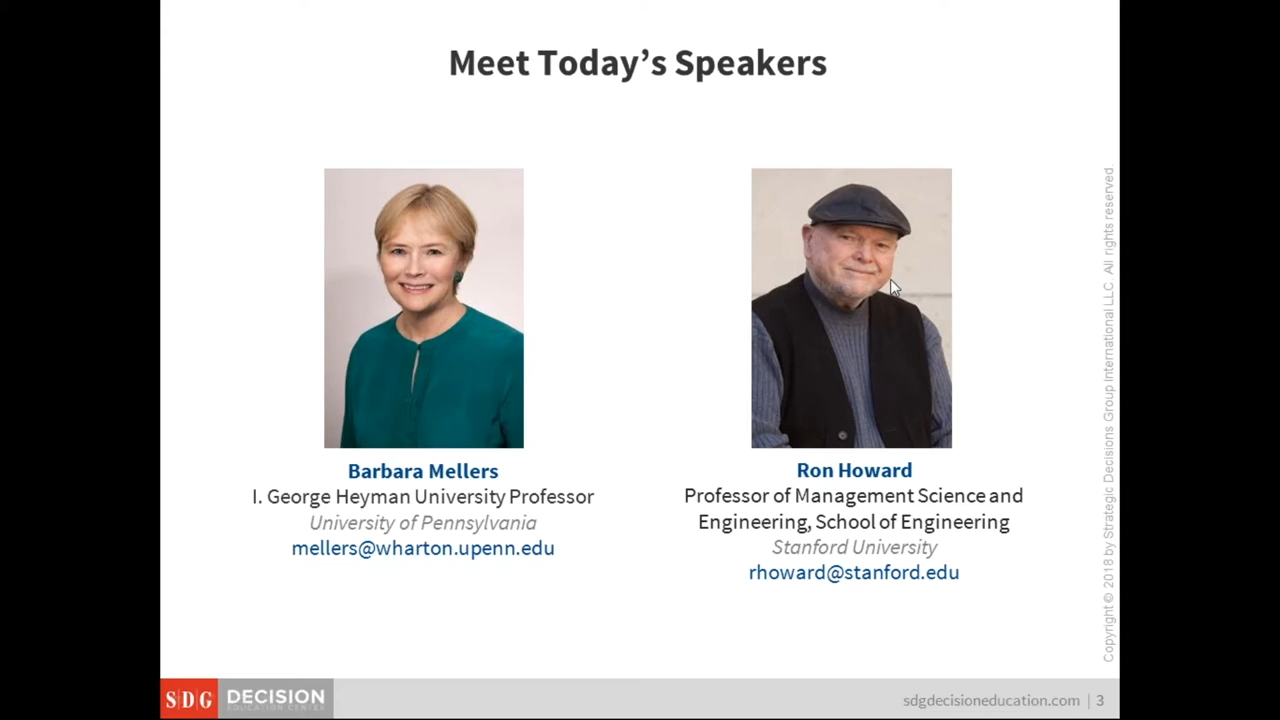 Meet Today's Speakers
Barbara Mellers
I. George Heyman University Professor
University of Pennsylvania
mellers@wharton.upenn.edu
Ron Howard
Professor of Management Science and
Engineering, School of Engineering
Stanford University
rhoward@stanford.edu
Copyright © 2018 by Strategic Decisions Group International LLC. All rights reserved.
S|D|G DECISION
EDUCATION CENTER
sdgdecisioneducation.com | 3